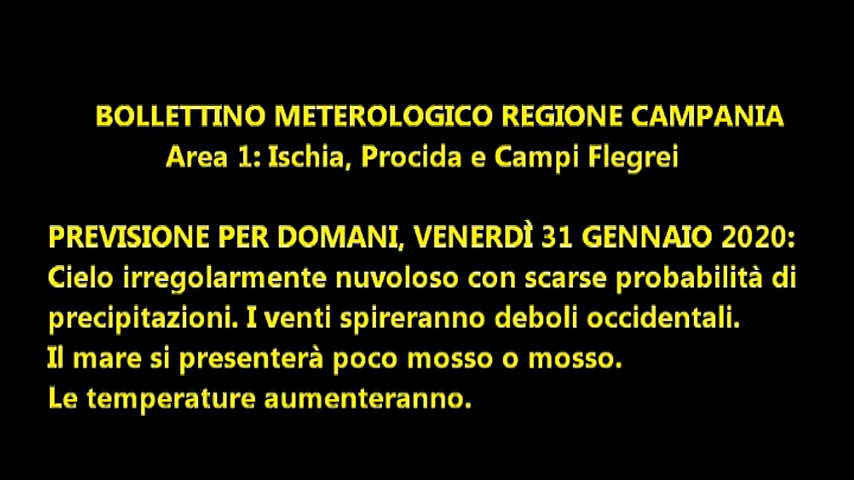 BOLLETTINO METEROLOGICO REGIONE CAMPANIA
Area 1: Ischia, Procida e Campi Flegrei
PREVISIONE PER DOMANI, VENERDÌ 31 GENNAIO 2020:
Cielo irregolarmente nuvoloso con scarse probabilità di
precipitazioni. I venti spireranno deboli occidentali.
Il mare si presenterà poco mosso o mosso.
Le temperature aumenteranno.